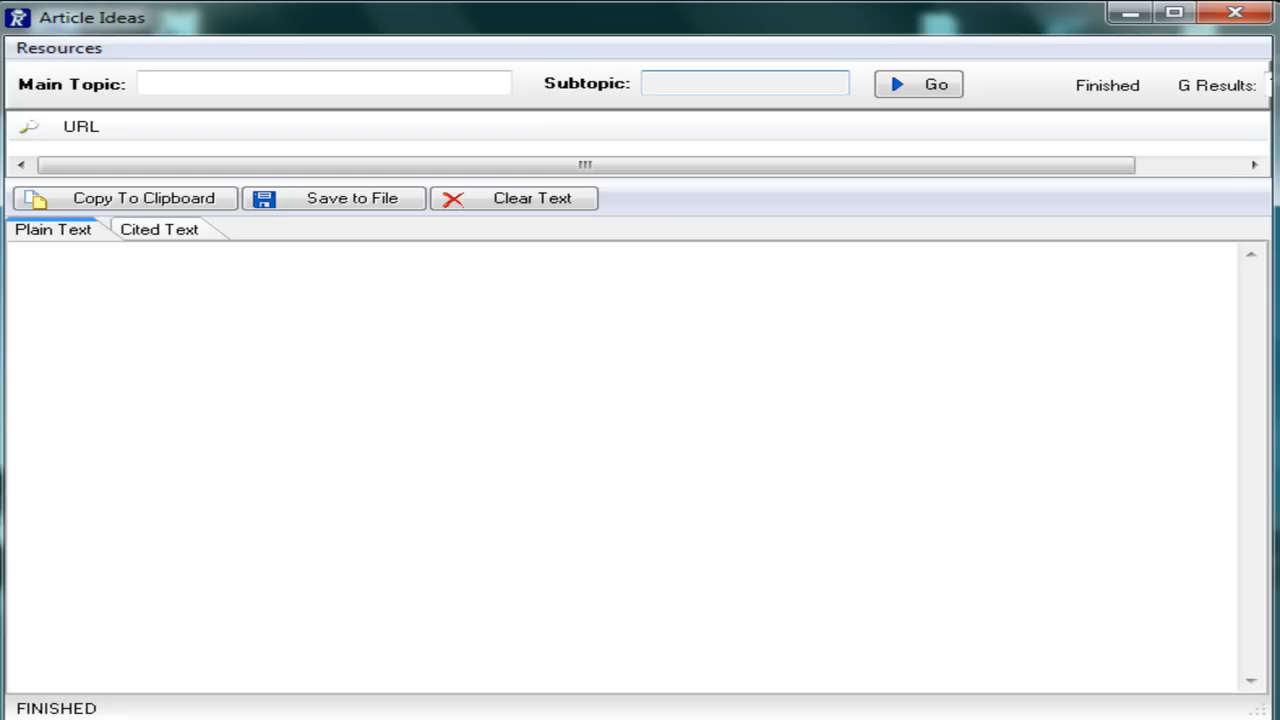 Article Ideas
Resources
Main Topic: Subtopic: Go Finished G Results:
URL
Copy To Clipboard Save to File Clear Text
Plain Text Cited Text
FINISHED